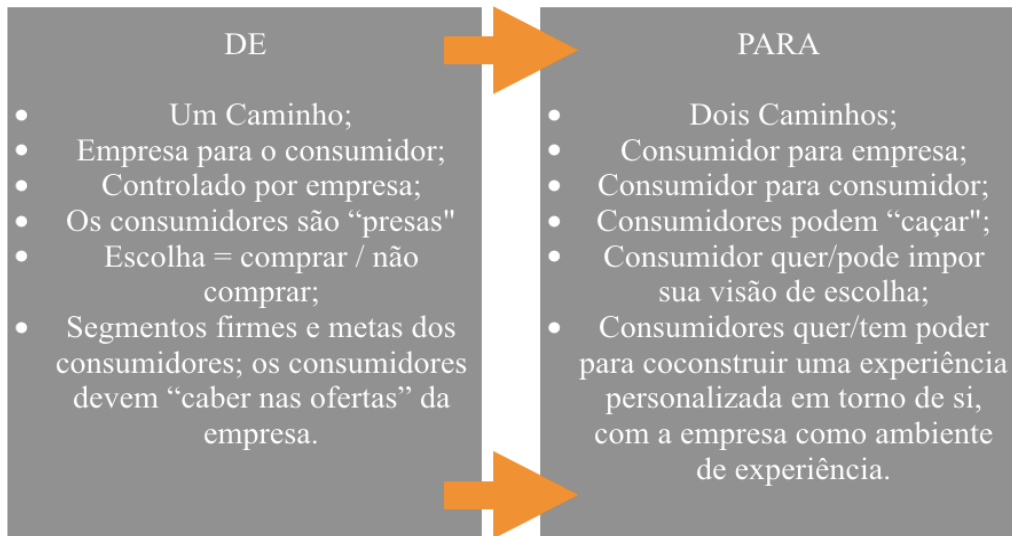 DE
• Um Caminho;
• Empresa para o consumidor;
• Controlado por empresa;
• Os consumidores são “presas"
• Escolha = comprar / não
comprar;
• Segmentos firmes e metas dos
consumidores; os consumidores
devem “caber nas ofertas” da
empresa.
PARA
• Dois Caminhos;
• Consumidor para empresa;
• Consumidor para consumidor;
• Consumidores podem “caçar";
• Consumidor quer/pode impor
sua visão de escolha;
• Consumidores quer/tem poder
para coconstruir uma experiência
personalizada em torno de si,
com a empresa como ambiente
de experiência.